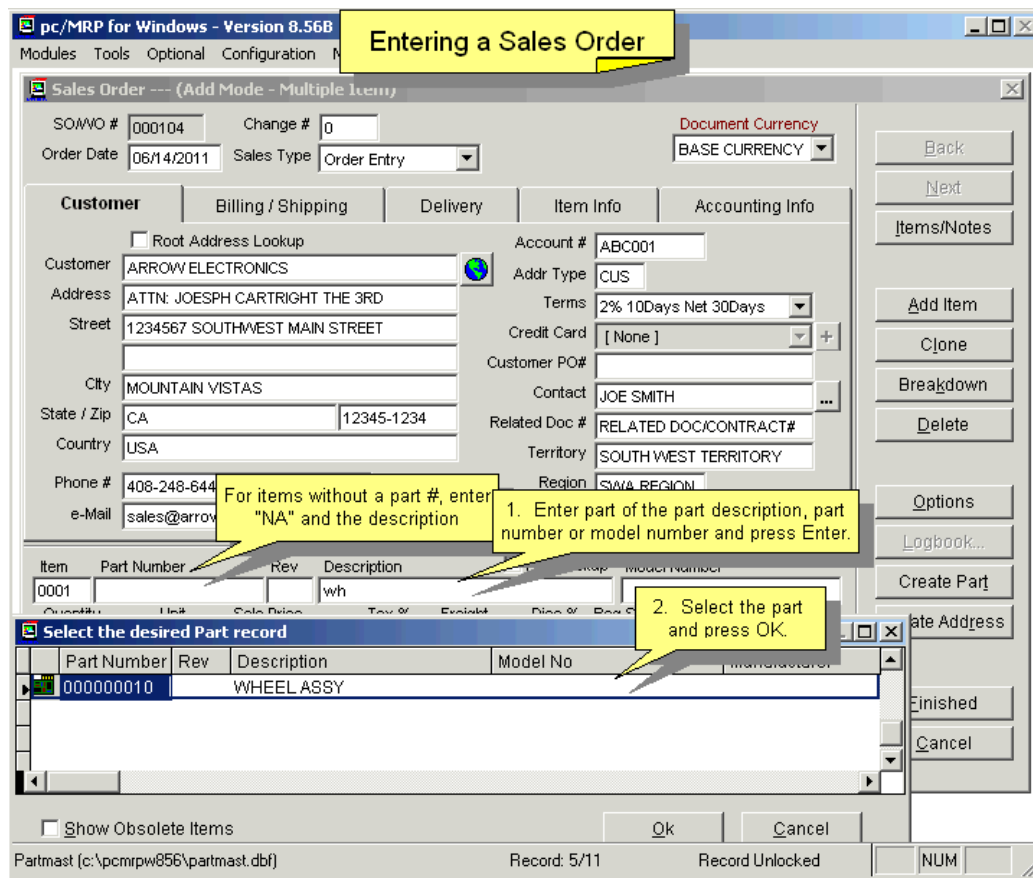 pc/MRP for Windows - Version 8.56B
Entering a Sales Order
Modules Tools Optional Configuration
Sales Order --- (Add Mode - Multiple Item)
SO/WO # 000104 Change # 0 Document Currency
Order Date 06/14/2011 Sales Type Order Entry BASE CURRENCY Back
Next
Customer Billing / Shipping Delivery Item Info Accounting Info
Items/Notes
Root Address Lookup Account # ABC001
Customer ARROW ELECTRONICS Addr Type CUS
Address ATTN: JOESPH CARTRIGHT THE 3RD Terms 2% 10Days Net 30Days Add Item
Street 1234567 SOUTHWEST MAIN STREET Credit Card [ None ] + Clone
Customer PO#
City MOUNTAIN VISTAS Contact JOE SMITH ... Breakdown
State / Zip CA 12345-1234 Related Doc # RELATED DOC/CONTRACT# Delete
Country USA Territory SOUTH WEST TERRITORY
Phone # 408-248-644 Region SWA REGION
For items without a part #, enter
"NA" and the description
1. Enter part of the part description, part
number or model number and press Enter.
Options
e-Mail sales@arrow
Logbook...
Item Part Number Rev Description Model Number
0001 wh Create Part
Quantity Unit Sale Price Tax % Freight Disc %
2. Select the part
and press OK.
ate Address
Select the desired Part record
Part Number Rev Description Model No Manufacturer
000000010 WHEEL ASSY
Finished
Cancel
Show Obsolete Items Ok Cancel
Partmast (c:\pcmrpw856\partmast.dbf) Record: 5/11 Record Unlocked NUM